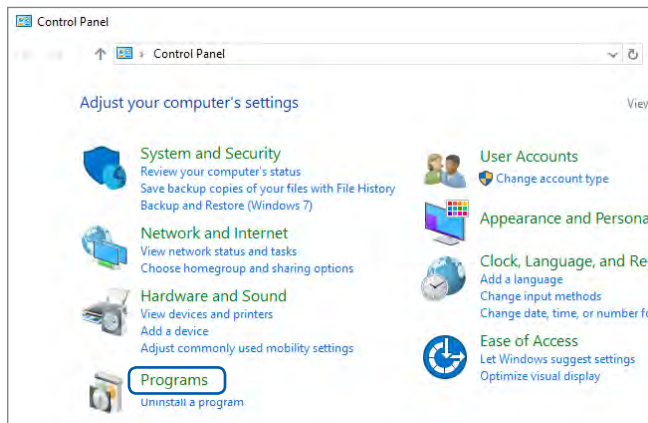 Control Panel
Control Panel
Adjust your computer's settings
View
System and Security
Review your computer's status
Save backup copies of your files with File History
Backup and Restore (Windows 7)
Network and Internet
View network status and tasks
Choose homegroup and sharing options
Hardware and Sound
View devices and printers
Add a device
Adjust commonly used mobility settings
Programs
Uninstall a program
User Accounts
Change account type
Appearance and Persona
Clock, Language, and Re
Add a language
Change input methods
Change date, time, or number fo
Ease of Access
Let Windows suggest settings
Optimize visual display